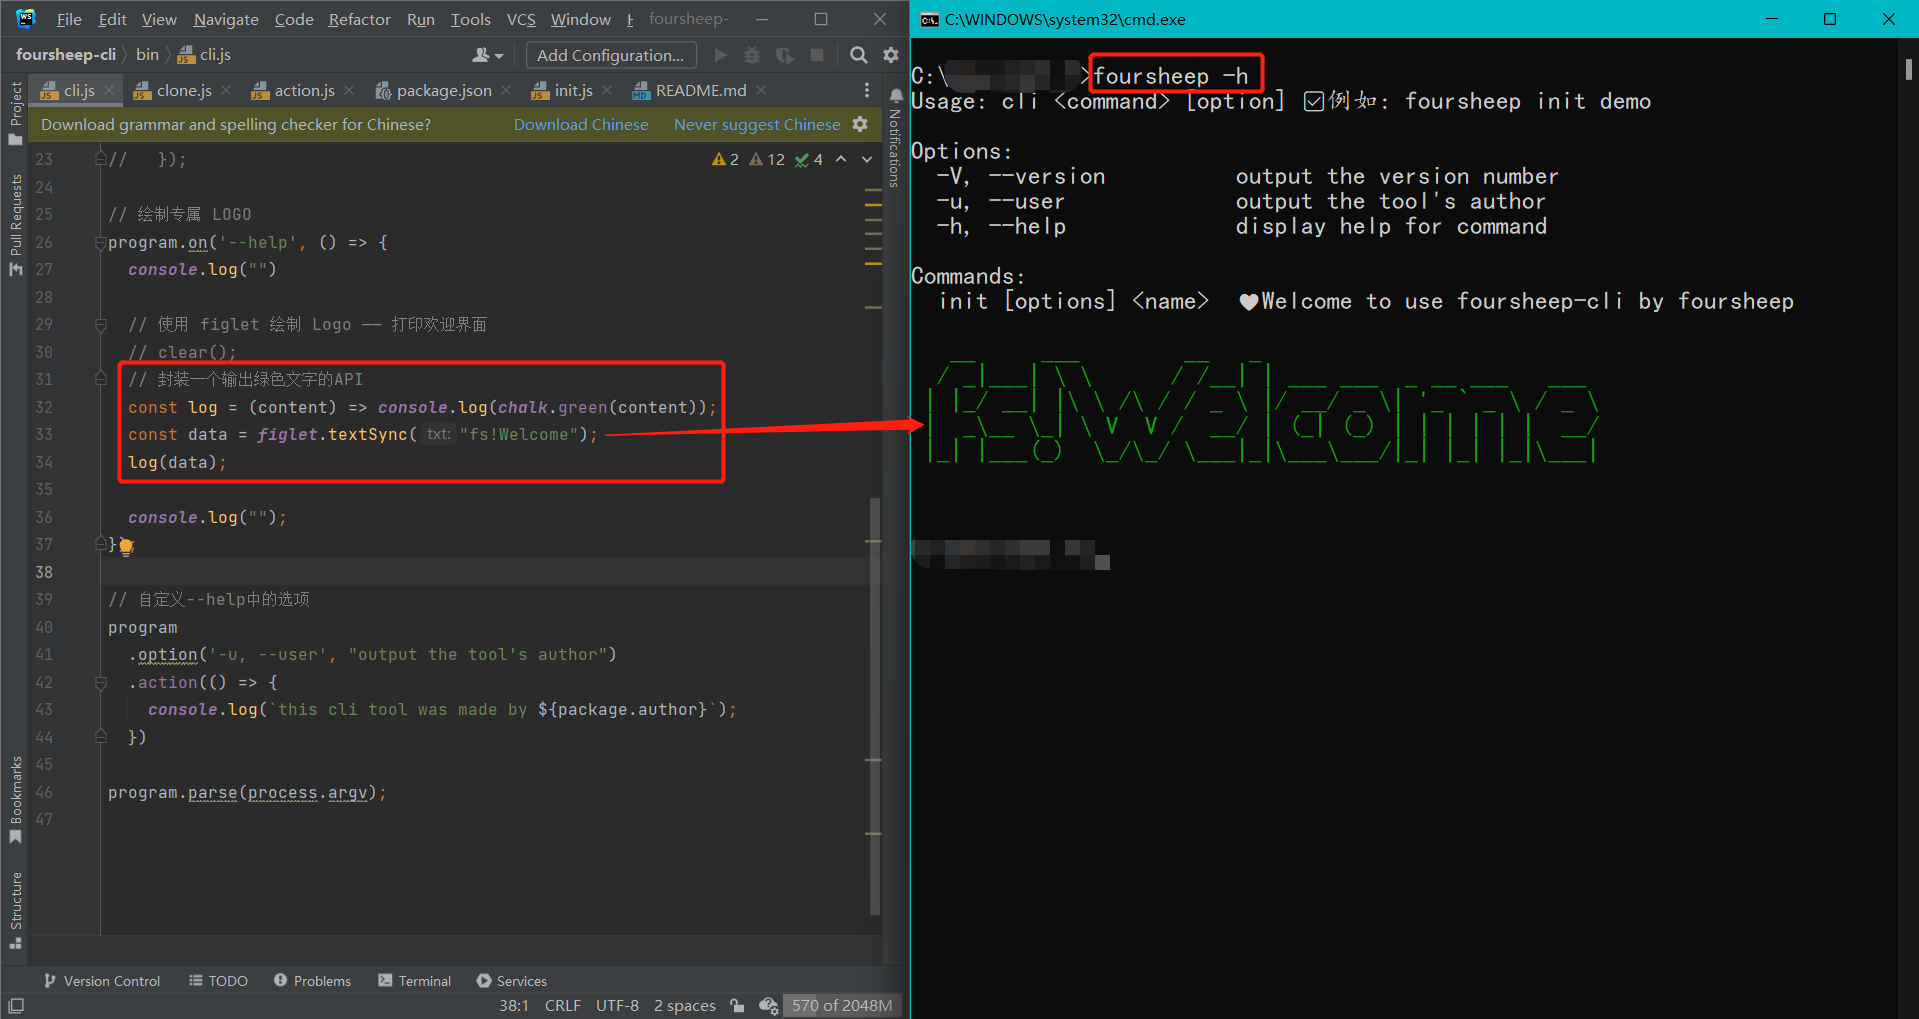 File Edit View Navigate Code Refactor Run Tools VCS Window foursheep-
foursheep-cli bin cli.js Add Configuration...
cli.js clone.js action.js package.json init.js README.md
Download grammar and spelling checker for Chinese? Download Chinese Never suggest Chinese
Project
Pull Requests
Bookmarks
Structure
Notifications
2 12 4
23 //   });
24
25 // 绘制专属 LOGO
26 program.on('--help', () => {
27   console.log("")
28
29   // 使用 figlet 绘制 Logo —— 打印欢迎界面
30   // clear();
31   // 封装一个输出绿色文字的API
32   const log = (content) => console.log(chalk.green(content));
33   const data = figlet.textSync( txt: "fs!Welcome");
34   log(data);
35
36   console.log("");
37 });
38
39 // 自定义--help中的选项
40 program
41   .option('-u, --user', "output the tool's author")
42   .action(() => {
43     console.log(`this cli tool was made by ${package.author}`);
44   })
45
46 program.parse(process.argv);
47
Version Control TODO Problems Terminal Services
38:1 CRLF UTF-8 2 spaces 570 of 2048M
C:\WINDOWS\system32\cmd.exe
C:\ >foursheep -h
Usage: cli <command> [option] ☑例如: foursheep init demo
Options:
  -V, --version          output the version number
  -u, --user             output the tool's author
  -h, --help             display help for command
Commands:
  init [options] <name>  ♥Welcome to use foursheep-cli by foursheep
fs!Welcome